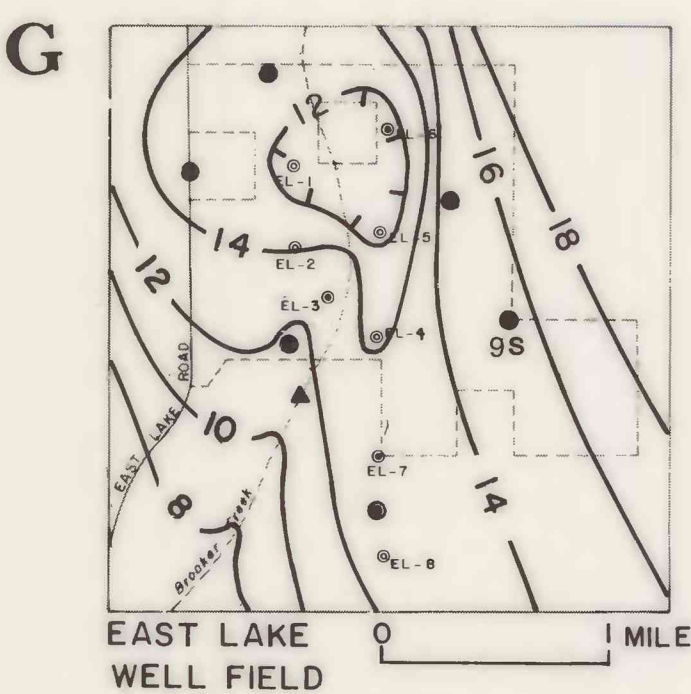 G
12
EL-6
EL-1
16
18
14
EL-5
EL-2
12
EL-3
EL-4
9S
EAST LAKE ROAD
10
EL-7
14
8
Brooker Creek
EL-8
EAST LAKE
WELL FIELD
0 1 MILE